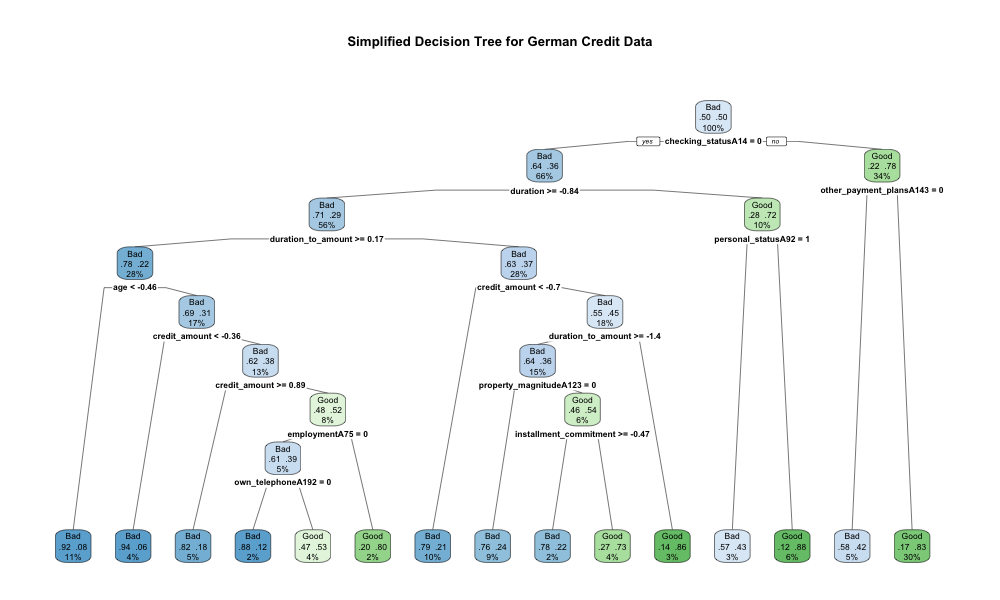 Simplified Decision Tree for German Credit Data
Bad
.50 .50
100%
yes checking_statusA14 = 0 no
Bad
.64 .36
66%
Good
.22 .78
34%
duration >= -0.84
other_payment_plansA143 = 0
Bad
.71 .29
56%
Good
.28 .72
10%
duration_to_amount >= 0.17
personal_statusA92 = 1
Bad
.78 .22
28%
Bad
.63 .37
28%
age < -0.46
credit_amount < -0.7
Bad
.69 .31
17%
Bad
.55 .45
18%
credit_amount < -0.36
duration_to_amount >= -1.4
Bad
.62 .38
13%
Bad
.64 .36
15%
credit_amount >= 0.89
property_magnitudeA123 = 0
Good
.48 .52
8%
Good
.46 .54
6%
employmentA75 = 0
installment_commitment >= -0.47
Bad
.61 .39
5%
own_telephoneA192 = 0
Bad
.92 .08
11%
Bad
.94 .06
4%
Bad
.82 .18
5%
Bad
.88 .12
2%
Good
.47 .53
4%
Good
.20 .80
2%
Bad
.79 .21
10%
Bad
.76 .24
9%
Bad
.78 .22
2%
Good
.27 .73
4%
Good
.14 .86
3%
Bad
.57 .43
3%
Good
.12 .88
6%
Bad
.58 .42
5%
Good
.17 .83
30%